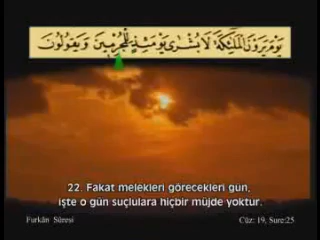 يَوْمَ يَرَوْنَ الْمَلٰٓئِكَةَ لَا بُشْرٰى يَوْمَئِذٍ لِلْمُجْرِمٖينَ وَيَقُولُونَ
22. Fakat melekleri görecekleri gün,
işte o gün suçlulara hiçbir müjde yoktur.
Furkân Sûresi
Cüz: 19, Sure:25